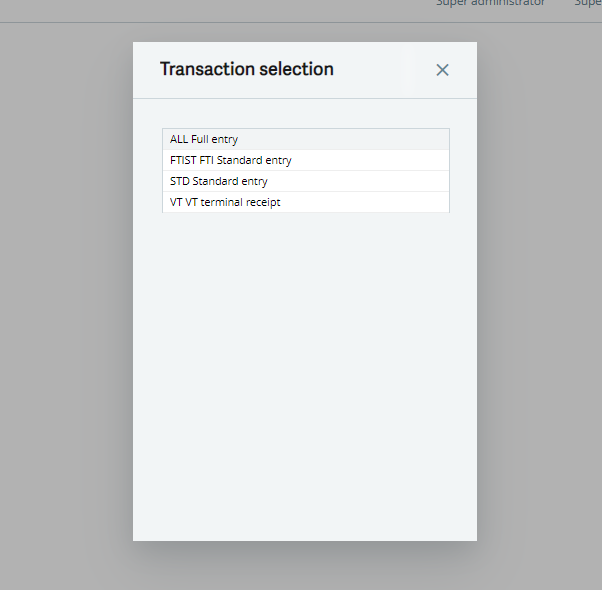 Super administrator
Transaction selection
ALL Full entry
FTIST FTI Standard entry
STD Standard entry
VT VT terminal receipt